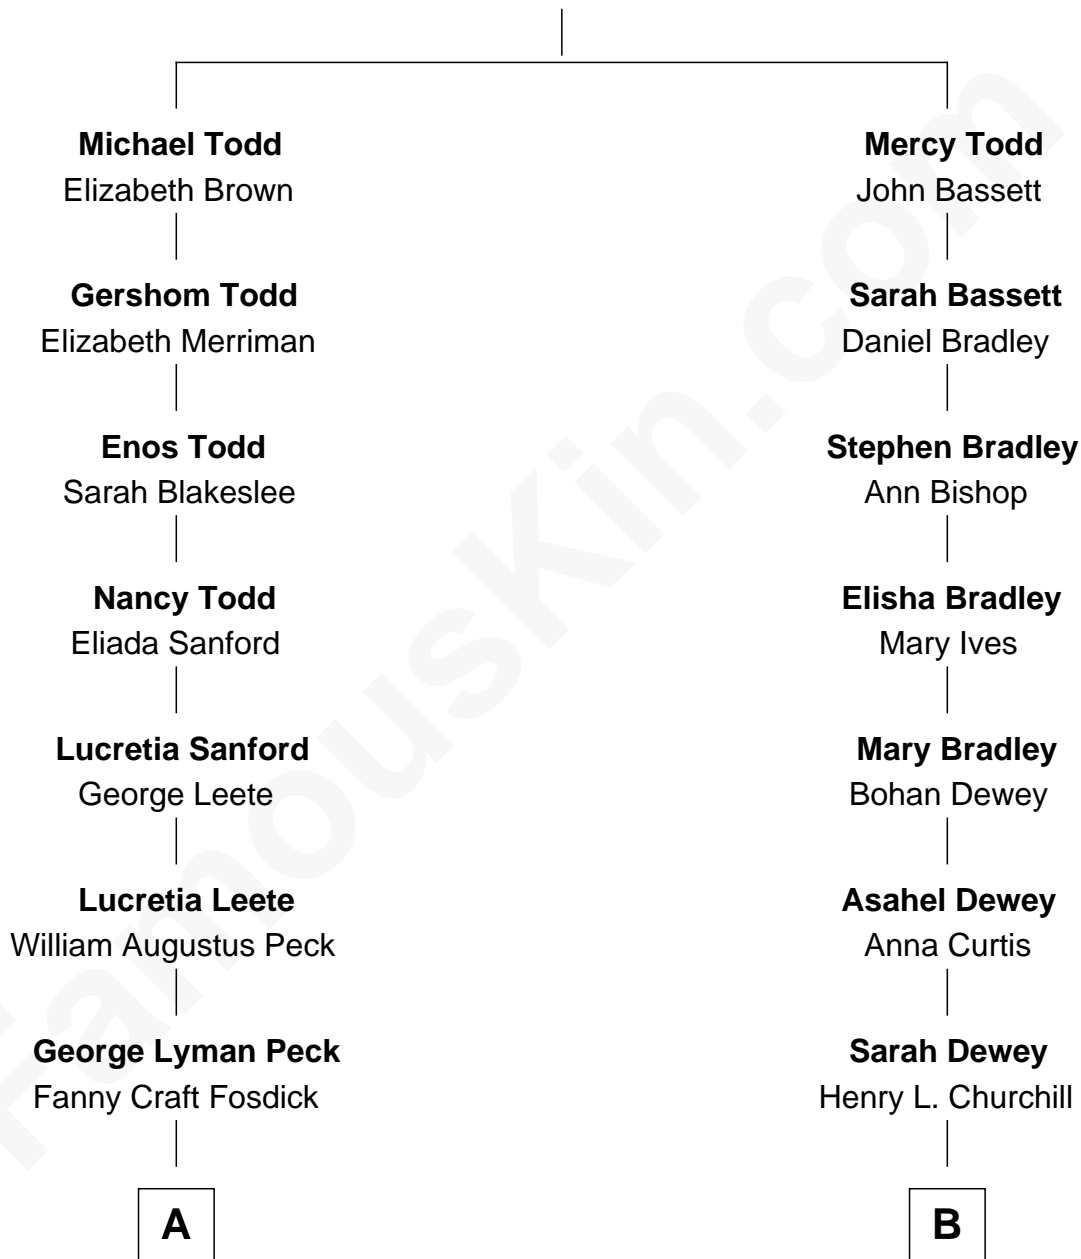 Michael Todd
Elizabeth Brown
Gershom Todd
Elizabeth Merriman
Enos Todd
Sarah Blakeslee
Nancy Todd
Eliada Sanford
Lucretia Sanford
George Leete
Lucretia Leete
William Augustus Peck
George Lyman Peck
Fanny Craft Fosdick
A
Mercy Todd
John Bassett
Sarah Bassett
Daniel Bradley
Stephen Bradley
Ann Bishop
Elisha Bradley
Mary Ives
Mary Bradley
Bohan Dewey
Asahel Dewey
Anna Curtis
Sarah Dewey
Henry L. Churchill
B
FamousKin.com